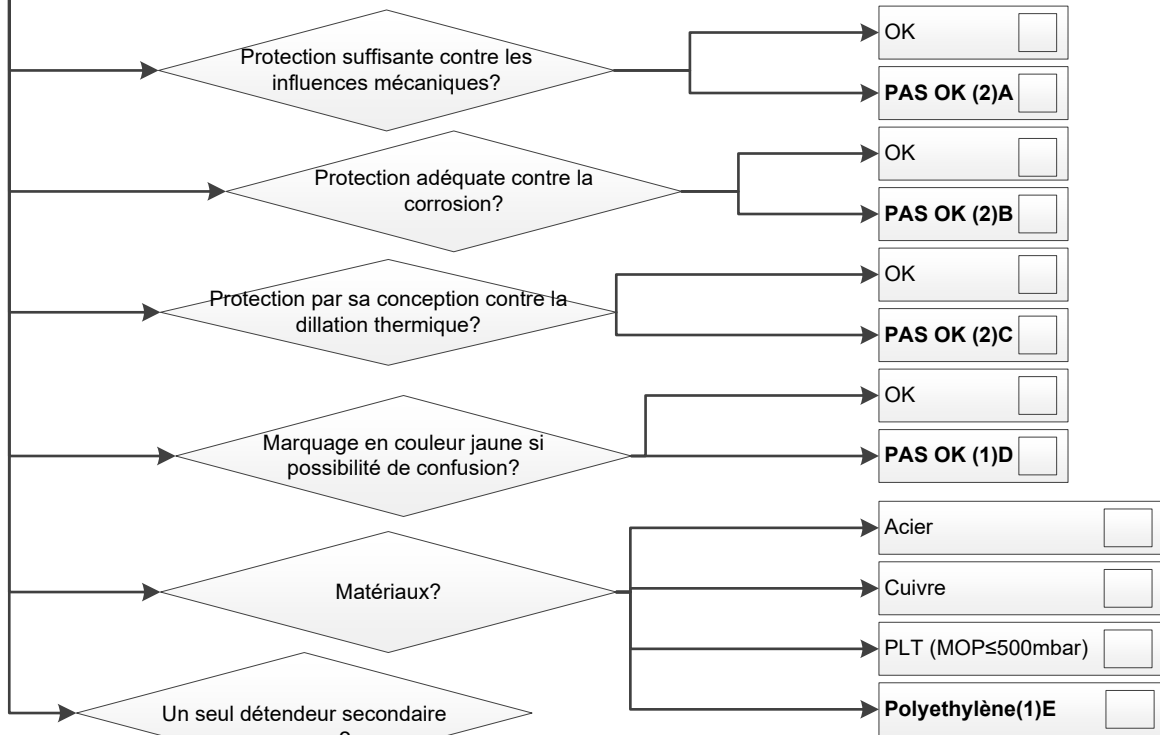 Protection suffisante contre les
influences mécaniques?
OK
PAS OK (2)A
Protection adéquate contre la
corrosion?
OK
PAS OK (2)B
Protection par sa conception contre la
dillation thermique?
OK
PAS OK (2)C
Marquage en couleur jaune si
possibilité de confusion?
OK
PAS OK (1)D
Matériaux?
Acier
Cuivre
PLT (MOP≤500mbar)
Polyethylène(1)E
Un seul détendeur secondaire